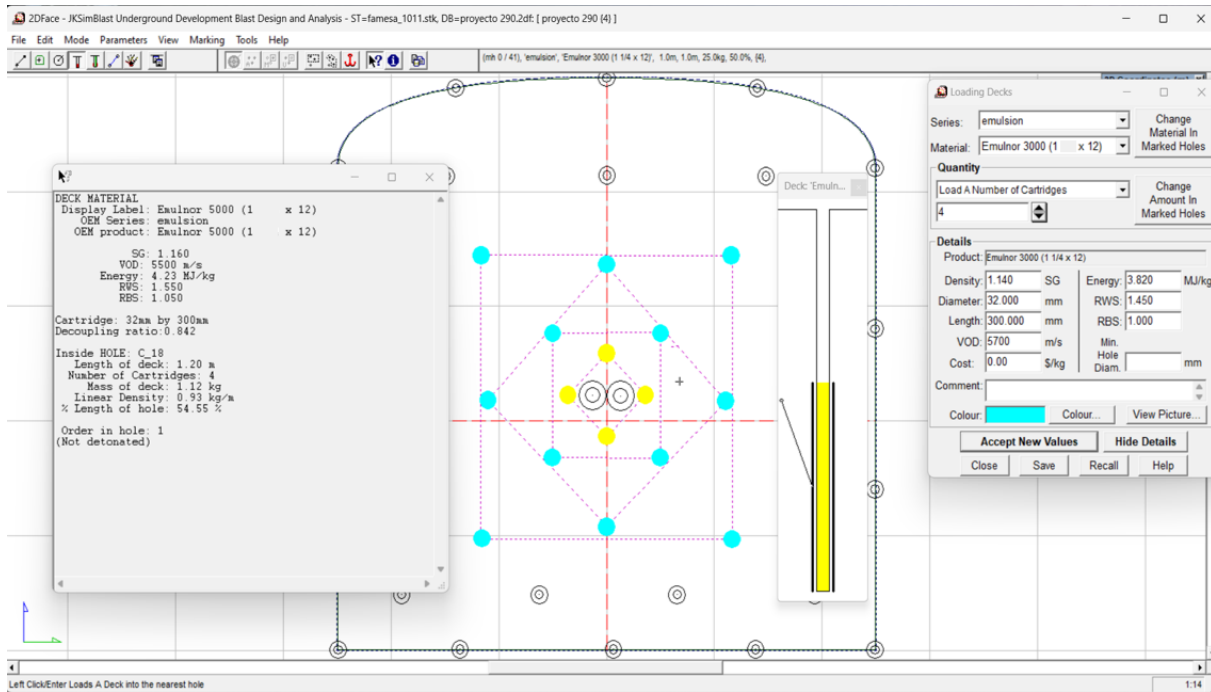 2DFace - JKSimBlast Underground Development Blast Design and Analysis - ST=famesa_1011.stk, DB=proyecto 290.2df: [ proyecto 290 {4} ]
File Edit Mode Parameters View Marking Tools Help
(mh 0 / 41), 'emulsion', 'Emulnor 3000 (1 1/4 x 12)', 1.0m, 1.0m, 25.0kg, 50.0%, {4},
DECK MATERIAL
Display Label: Emulnor 5000 (1 x 12)
OEM Series: emulsion
OEM product: Emulnor 5000 (1 x 12)
SG: 1.160
VOD: 5500 m/s
Energy: 4.23 MJ/kg
RWS: 1.550
RBS: 1.050
Cartridge: 32mm by 300mm
Decoupling ratio:0.842
Inside HOLE: C_18
Length of deck: 1.20 m
Number of Cartridges: 4
Mass of deck: 1.12 kg
Linear Density: 0.93 kg/m
% Length of hole: 54.55 %
Order in hole: 1
(Not detonated)
Deck: 'Emuln...
Loading Decks
Series: emulsion
Change Material In Marked Holes
Material: Emulnor 3000 (1 x 12)
Quantity
Load A Number of Cartridges
4
Change Amount In Marked Holes
Details
Product: Emulnor 3000 (1 1/4 x 12)
Density: 1.140 SG Energy: 3.820 MJ/kg
Diameter: 32.000 mm RWS: 1.450
Length: 300.000 mm RBS: 1.000
VOD: 5700 m/s Min. Hole Diam. mm
Cost: 0.00 $/kg
Comment:
Colour: Colour... View Picture...
Accept New Values Hide Details
Close Save Recall Help
Left Click/Enter Loads A Deck into the nearest hole
1:14